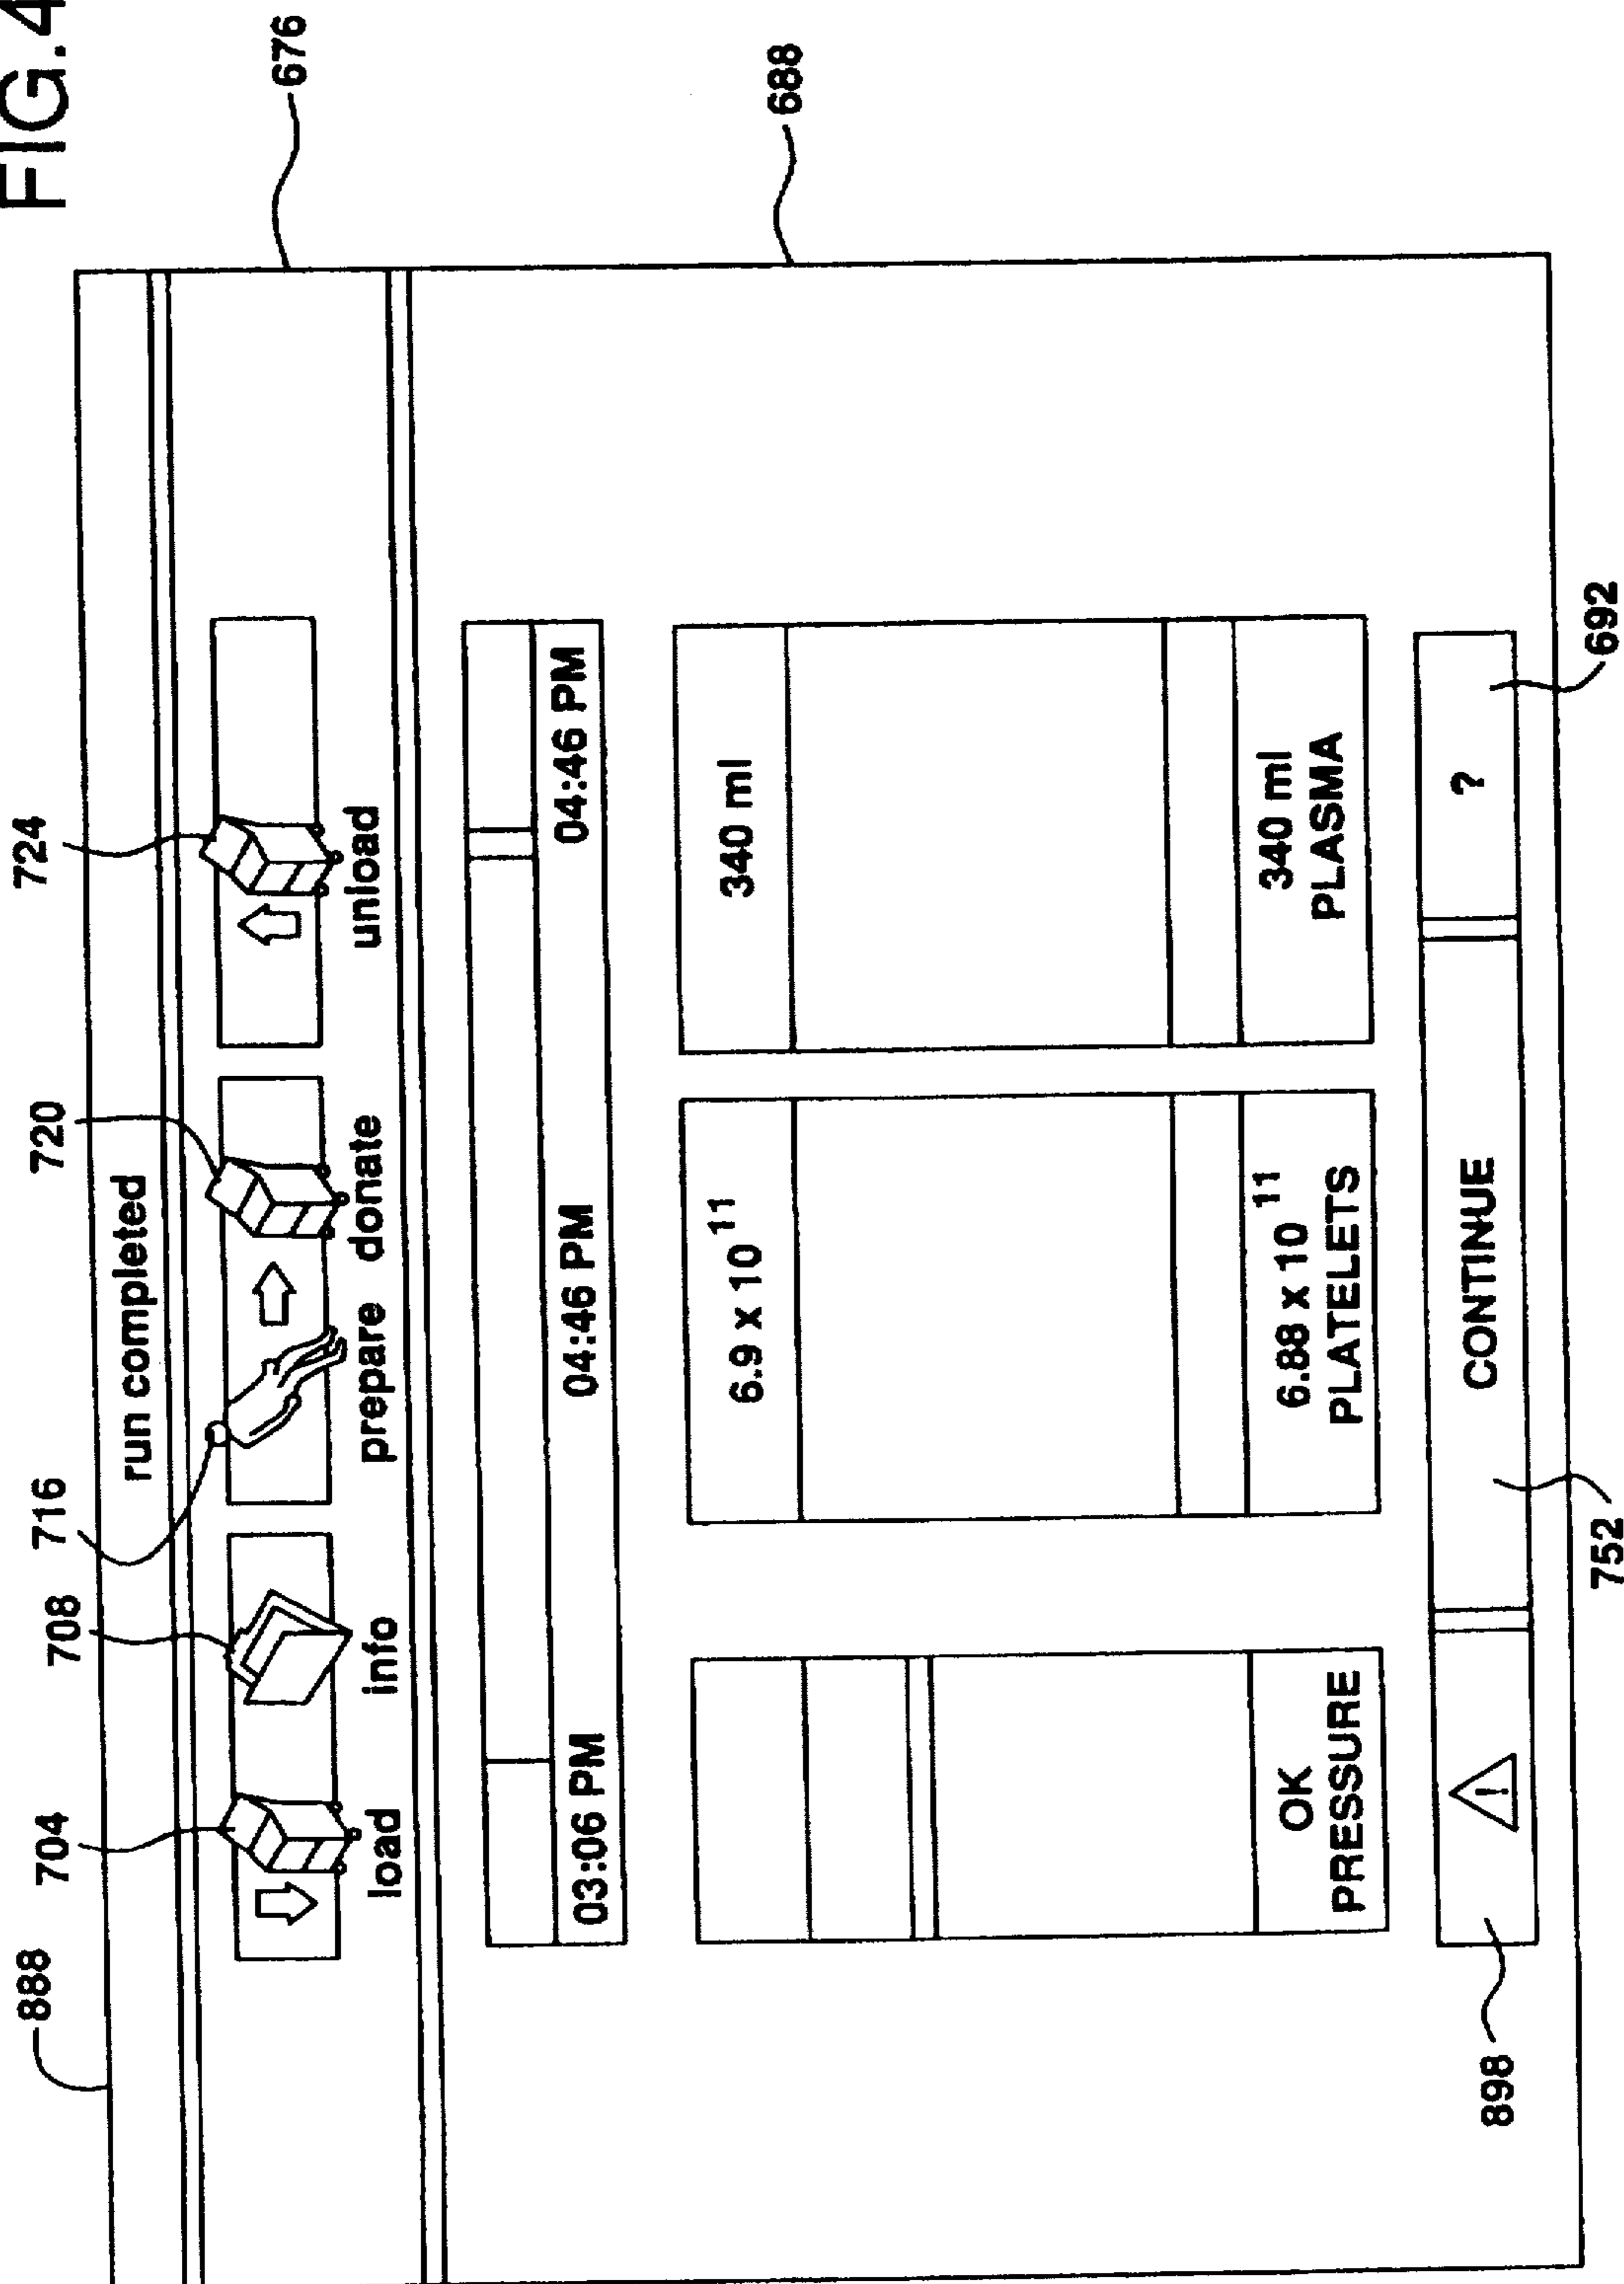 FIG.4
888
704
708
716
720
724
676
run completed
load
info
prepare
donate
unload
688
03:06 PM
04:46 PM
04:46 PM
6.9 x 10^11
340 ml
OK
PRESSURE
6.88 x 10^11
PLATELETS
340 ml
PLASMA
!
CONTINUE
?
898
752
692